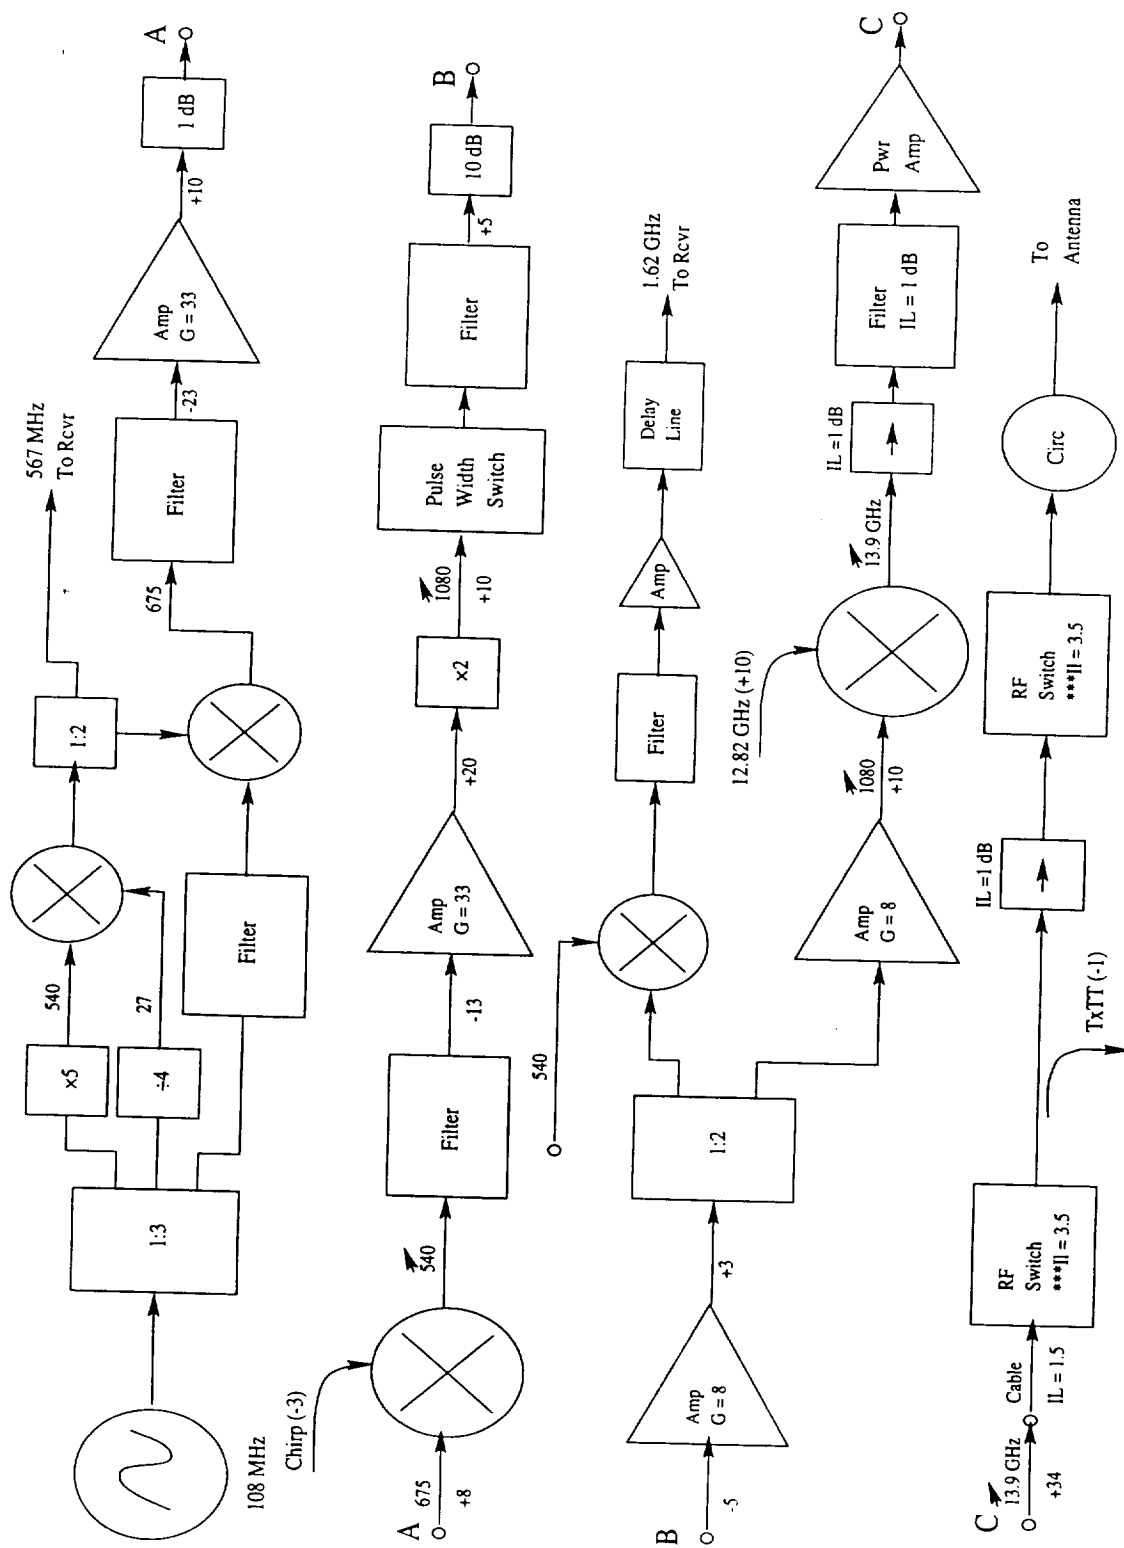 108 MHz
1:3
x5
÷4
540
27
Filter
1:2
567 MHz
To Rcvr
675
Filter
-23
Amp
G = 33
+10
1 dB
A
A
675
+8
Chirp (-3)
540
Filter
-13
Amp
G = 33
+20
x2
1080
+10
Pulse
Width
Switch
Filter
+5
10 dB
B
B
-5
Amp
G = 8
+3
1:2
540
Filter
Amp
Delay
Line
1.62 GHz
To Rcvr
Amp
G = 8
1080
+10
12.82 GHz (+10)
13.9 GHz
IL = 1 dB
Filter
IL = 1 dB
Pwr
Amp
C
C
13.9 GHz
+34
Cable
IL = 1.5
RF
Switch
***Il = 3.5
TxTT (-1)
IL = 1 dB
RF
Switch
***Il = 3.5
Circ
To
Antenna